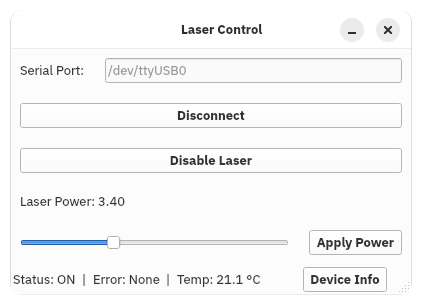 Laser Control
Serial Port: /dev/ttyUSB0
Disconnect
Disable Laser
Laser Power: 3.40
Apply Power
Status: ON | Error: None | Temp: 21.1 °C
Device Info